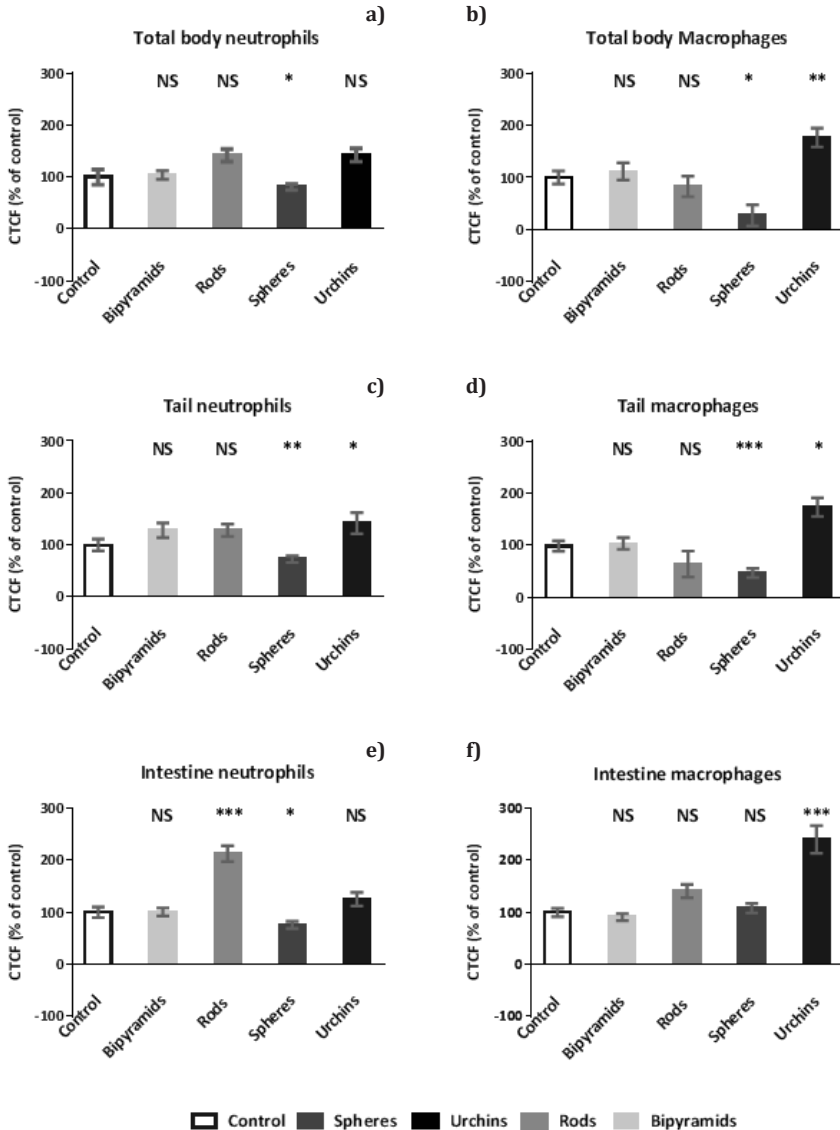 a)
Total body neutrophils
CTCF (% of control)
300
200
100
0
-100
NS NS * NS
Control Bipyramids Rods Spheres Urchins
b)
Total body Macrophages
CTCF (% of control)
300
200
100
0
-100
NS NS * **
Control Bipyramids Rods Spheres Urchins
c)
Tail neutrophils
CTCF (% of control)
300
200
100
0
-100
NS NS ** *
Control Bipyramids Rods Spheres Urchins
d)
Tail macrophages
CTCF (% of control)
300
200
100
0
-100
NS NS *** *
Control Bipyramids Rods Spheres Urchins
e)
Intestine neutrophils
CTCF (% of control)
300
200
100
0
-100
NS *** * NS
Control Bipyramids Rods Spheres Urchins
f)
Intestine macrophages
CTCF (% of control)
300
200
100
0
-100
NS NS NS ***
Control Bipyramids Rods Spheres Urchins
Control Spheres Urchins Rods Bipyramids